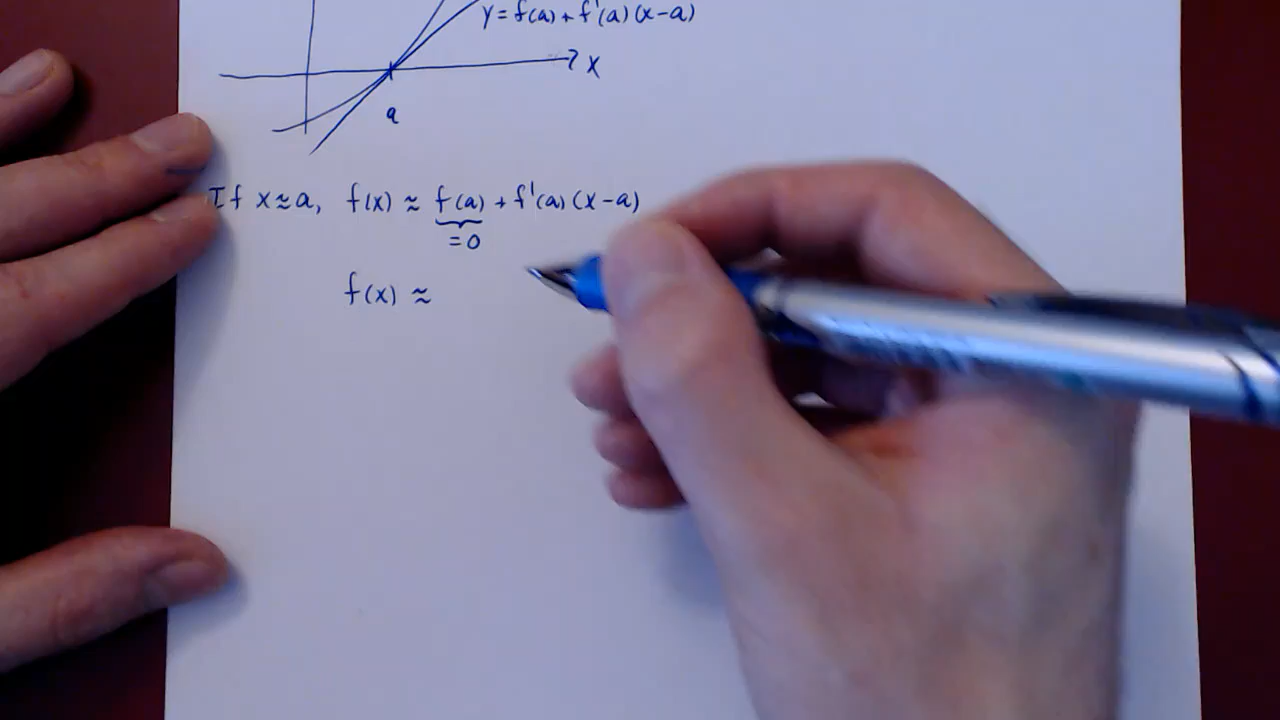 y = f(a) + f'(a) (x-a)
x
a
If x ≈ a, f(x) ≈ f(a) + f'(a) (x-a)
= 0
f(x) ≈